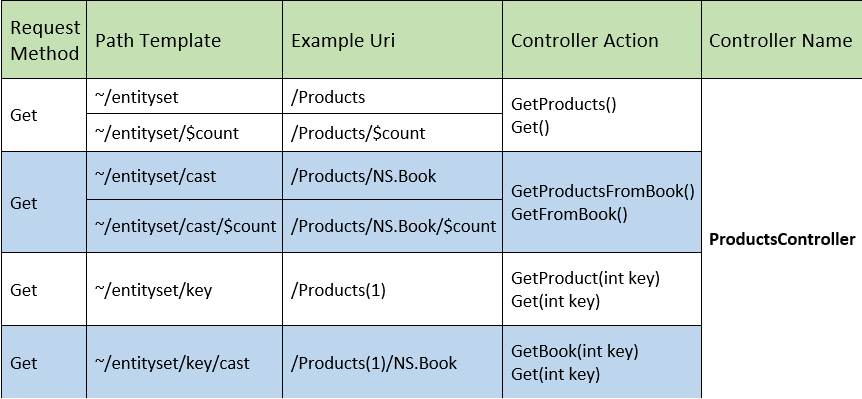 Request
Method
Path Template
Example Uri
Controller Action
Controller Name
Get
~/entityset
/Products
~/entityset/$count
/Products/$count
GetProducts()
Get()
Get
~/entityset/cast
/Products/NS.Book
~/entityset/cast/$count
/Products/NS.Book/$count
GetProductsFromBook()
GetFromBook()
ProductsController
Get
~/entityset/key
/Products(1)
GetProduct(int key)
Get(int key)
Get
~/entityset/key/cast
/Products(1)/NS.Book
GetBook(int key)
Get(int key)